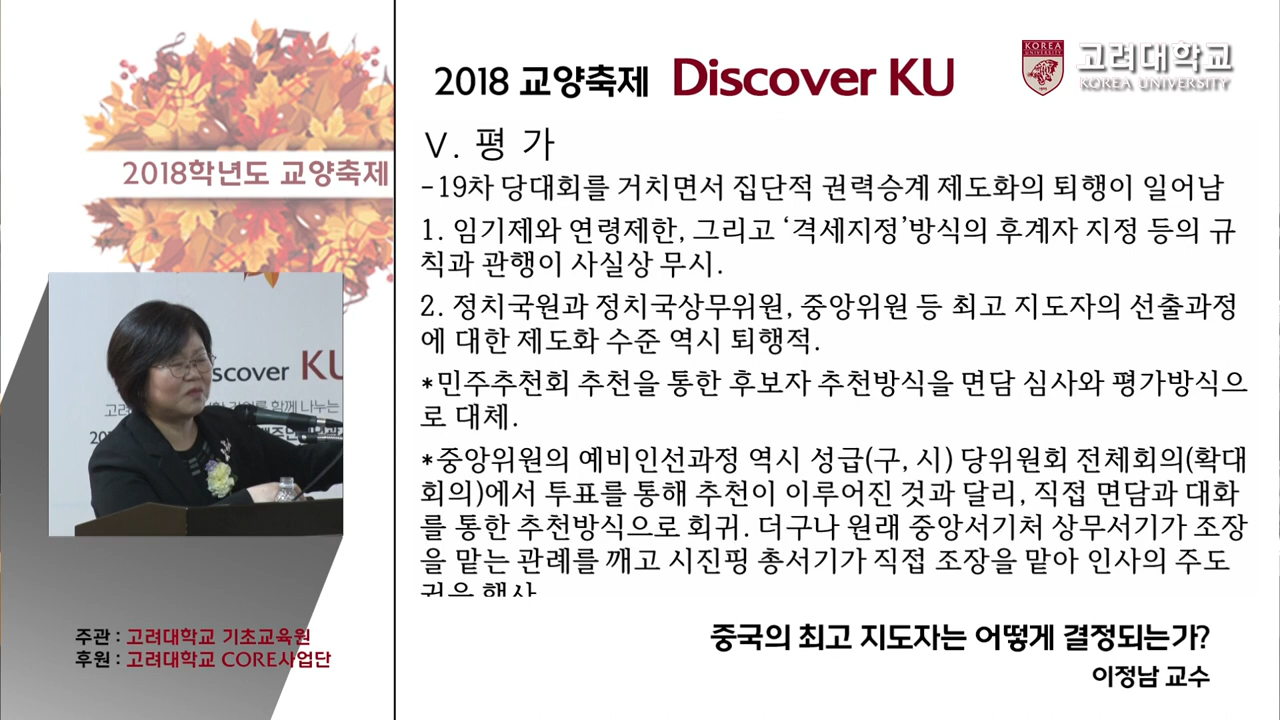 2018 교양축제 Discover KU
KOREA
UNIVERSITY
고려대학교
KOREA UNIVERSITY
2018학년도 교양축제
V. 평 가
-19차 당대회를 거치면서 집단적 권력승계 제도화의 퇴행이 일어남
1. 임기제와 연령제한, 그리고 ‘격세지정’방식의 후계자 지정 등의 규
칙과 관행이 사실상 무시.
2. 정치국원과 정치국상무위원, 중앙위원 등 최고 지도자의 선출과정
에 대한 제도화 수준 역시 퇴행적.
*민주추천회 추천을 통한 후보자 추천방식을 면담 심사와 평가방식으
로 대체.
*중앙위원의 예비인선과정 역시 성급(구, 시) 당위원회 전체회의(확대
회의)에서 투표를 통해 추천이 이루어진 것과 달리, 직접 면담과 대화
를 통한 추천방식으로 회귀. 더구나 원래 중앙서기처 상무서기가 조장
을 맡는 관례를 깨고 시진핑 총서기가 직접 조장을 맡아 인사의 주도
권을 행사
scover KU
함께 나누는
주관 : 고려대학교 기초교육원
후원 : 고려대학교 CORE사업단
중국의 최고 지도자는 어떻게 결정되는가?
이정남 교수